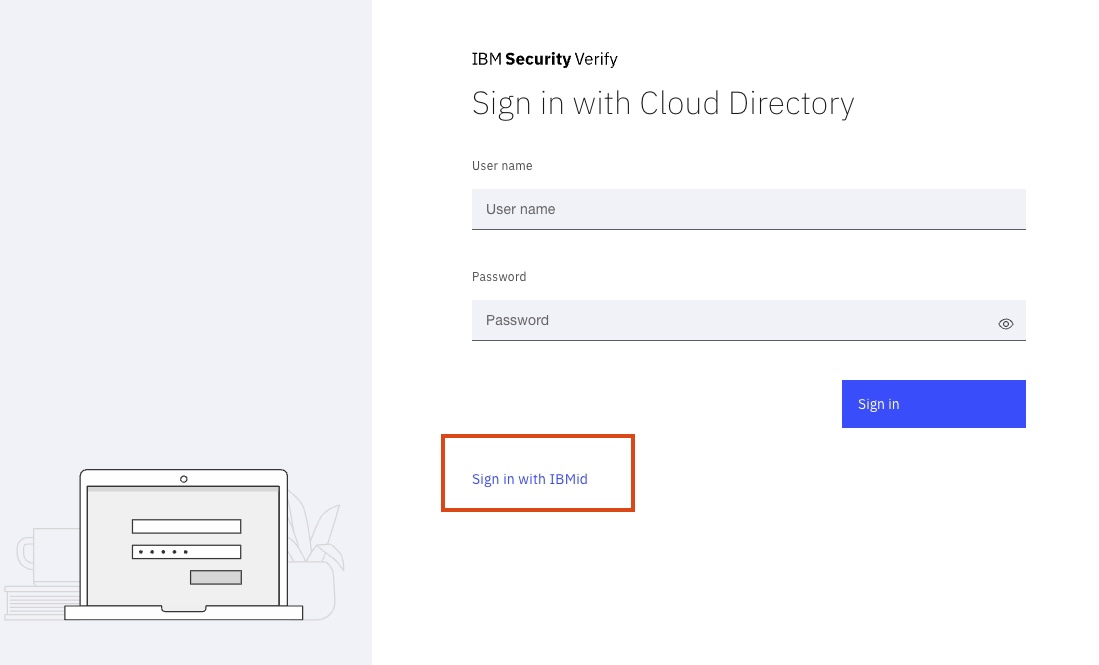 IBM Security Verify
Sign in with Cloud Directory
User name
User name
Password
Password
Sign in
Sign in with IBMid